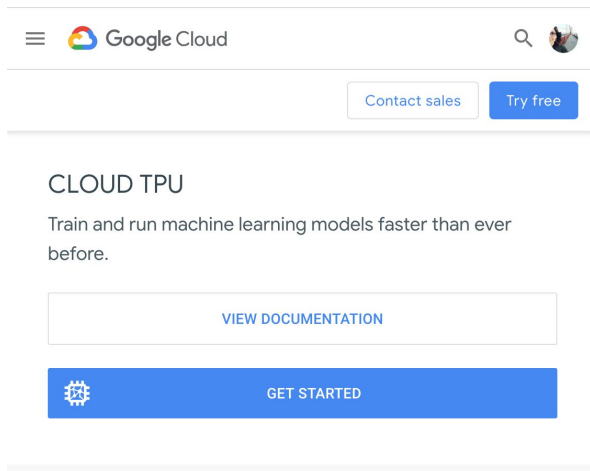 Google Cloud
Contact sales
Try free
CLOUD TPU
Train and run machine learning models faster than ever
before.
VIEW DOCUMENTATION
GET STARTED